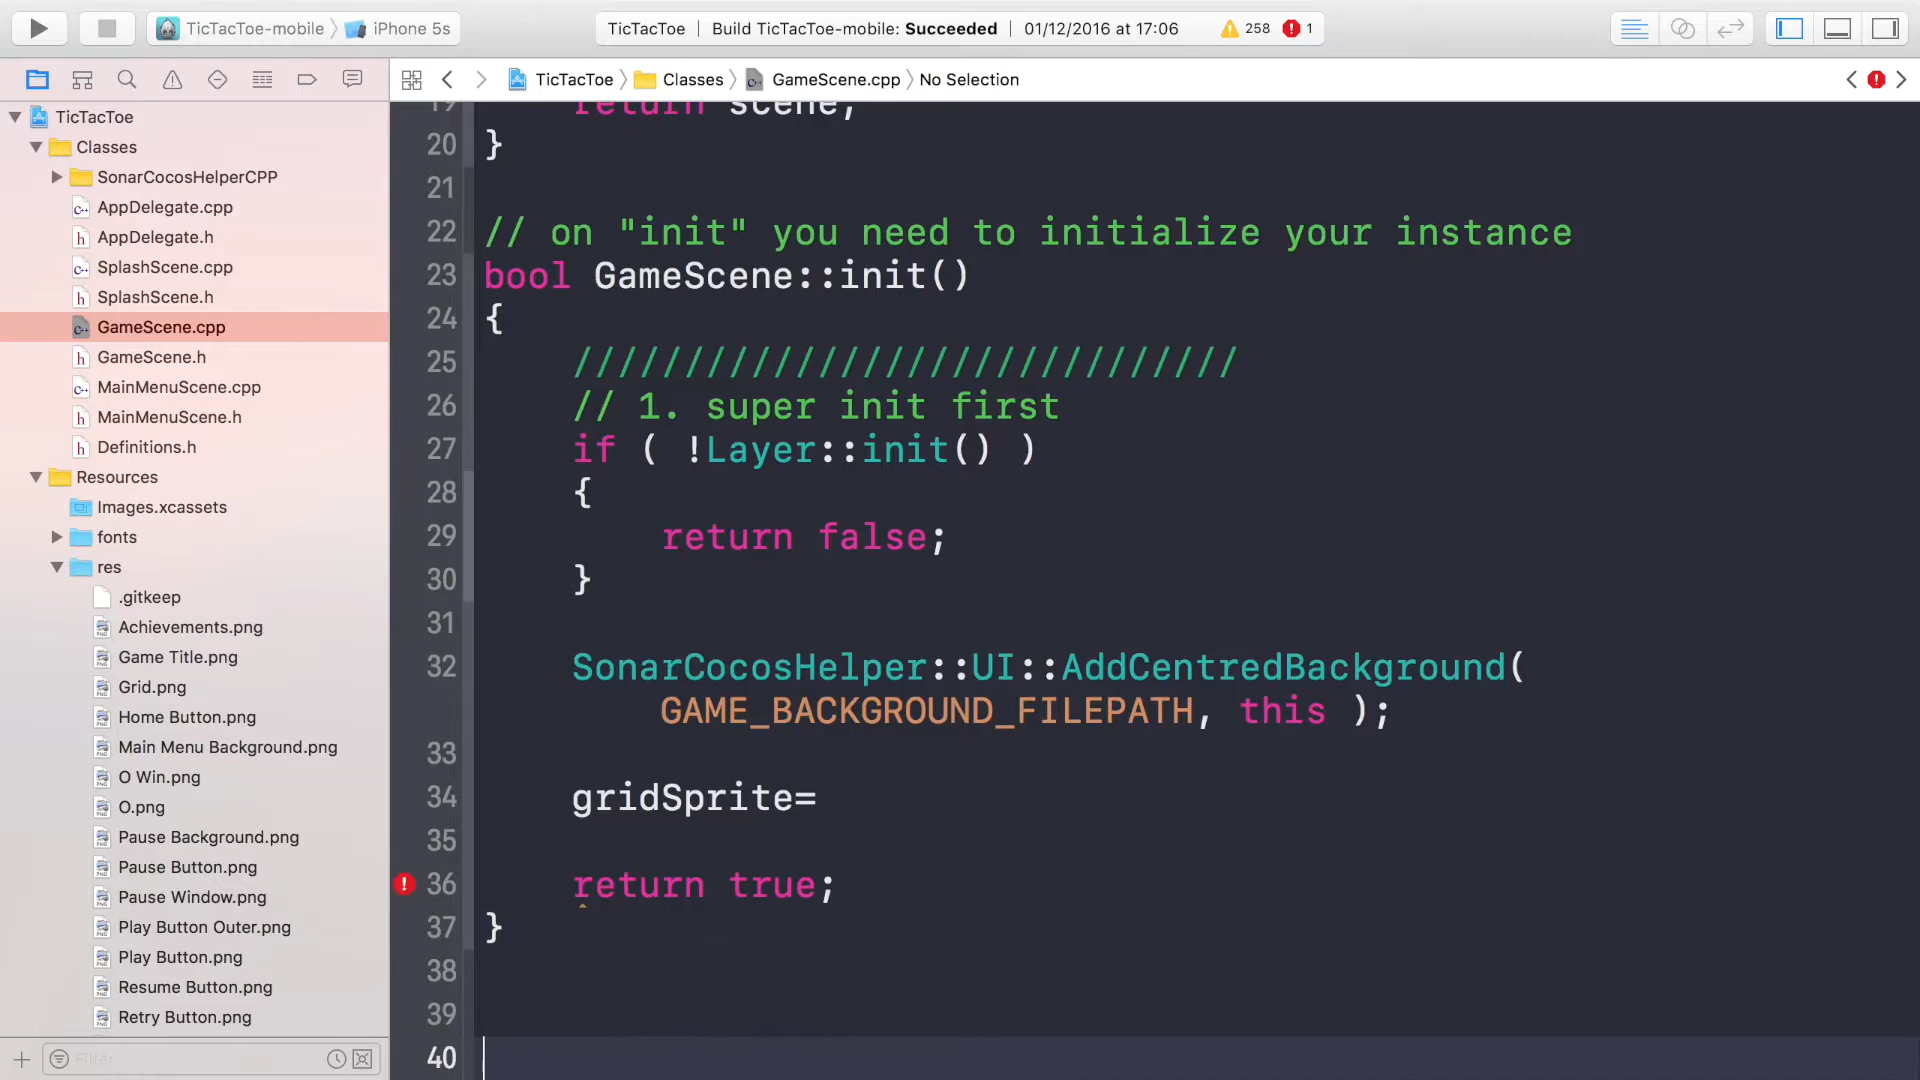 TicTacToe-mobile iPhone 5s
TicTacToe Build TicTacToe-mobile: Succeeded 01/12/2016 at 17:06 258 1
TicTacToe Classes GameScene.cpp No Selection
TicTacToe
Classes
SonarCocosHelperCPP
AppDelegate.cpp
AppDelegate.h
SplashScene.cpp
SplashScene.h
GameScene.cpp
GameScene.h
MainMenuScene.cpp
MainMenuScene.h
Definitions.h
Resources
Images.xcassets
fonts
res
.gitkeep
Achievements.png
Game Title.png
Grid.png
Home Button.png
Main Menu Background.png
O Win.png
O.png
Pause Background.png
Pause Button.png
Pause Window.png
Play Button Outer.png
Play Button.png
Resume Button.png
Retry Button.png
Filter
19 return scene;
20 }
21
22 // on "init" you need to initialize your instance
23 bool GameScene::init()
24 {
25 //////////////////////////////
26 // 1. super init first
27 if ( !Layer::init() )
28 {
29 return false;
30 }
31
32 SonarCocosHelper::UI::AddCentredBackground(
GAME_BACKGROUND_FILEPATH, this );
33
34 gridSprite=
35
36 return true;
37 }
38
39
40